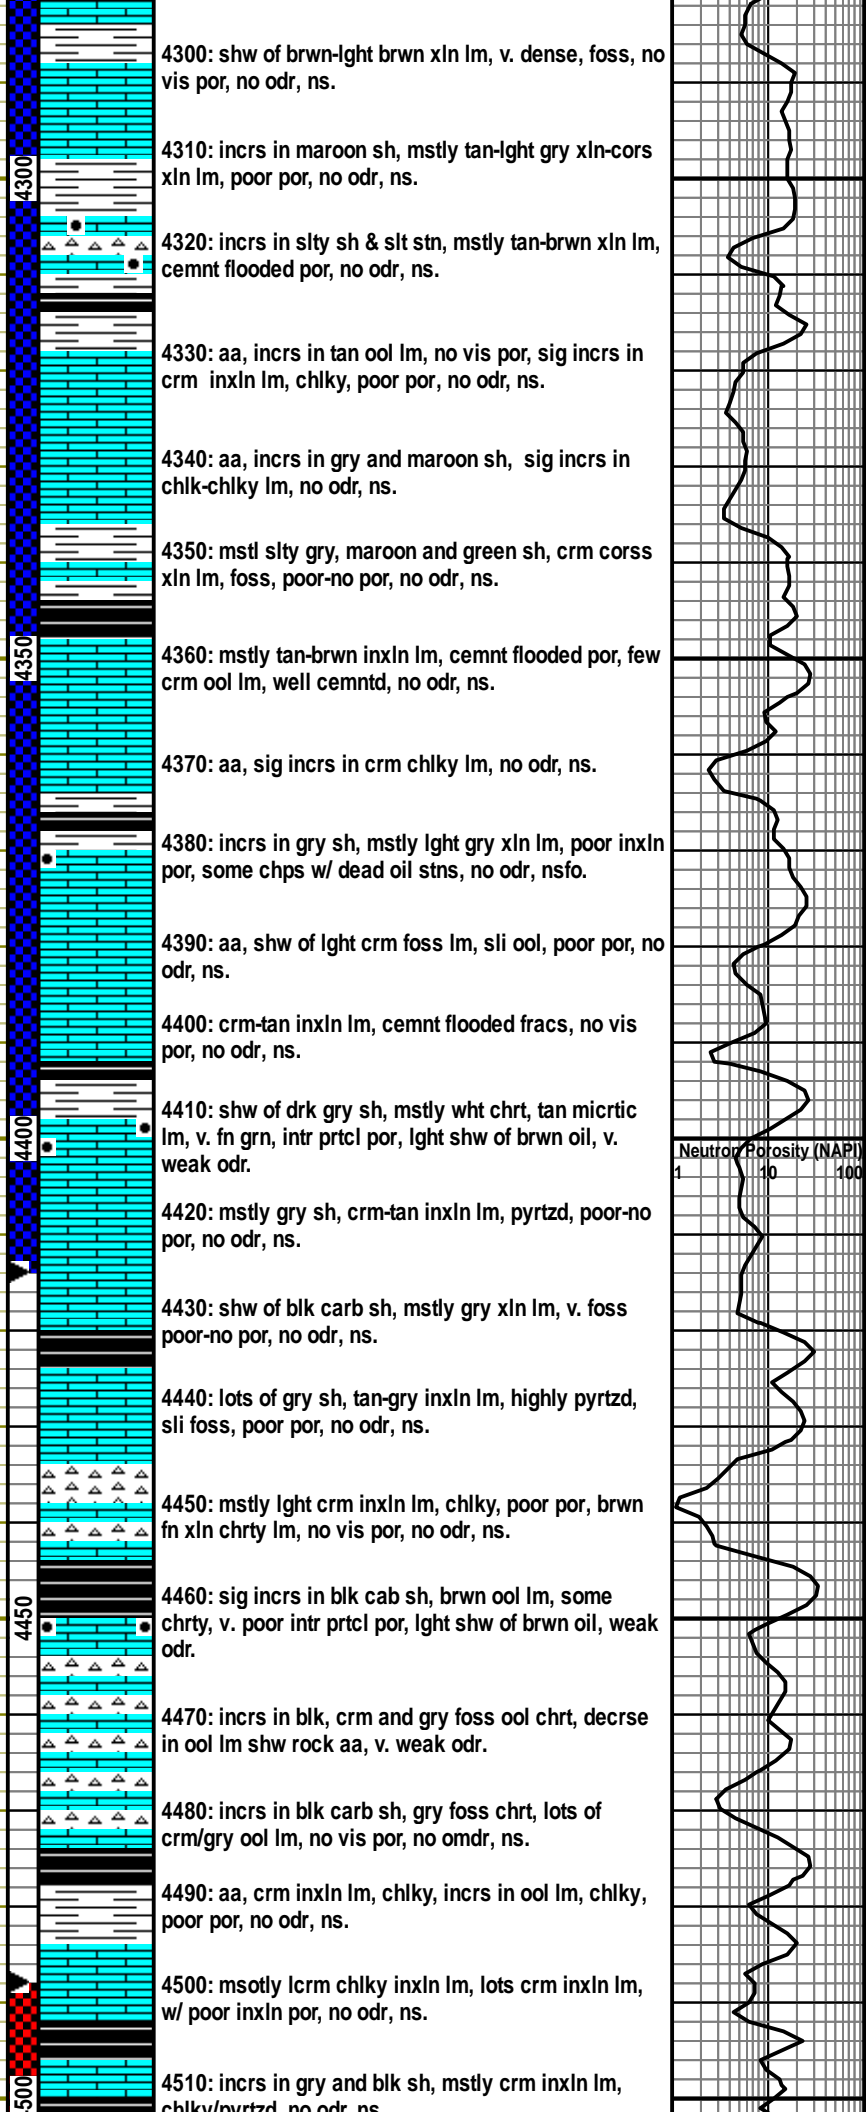 4300: shw of brwn-lght brwn xln lm, v. dense, foss, no
vis por, no odr, ns.
4310: incrs in maroon sh, mstly tan-lght gry xln-cors
xln lm, poor por, no odr, ns.
4300
4320: incrs in slty sh & slt stn, mstly tan-brwn xln lm,
cemnt flooded por, no odr, ns.
4330: aa, incrs in tan ool lm, no vis por, sig incrs in
crm  inxln lm, chlky, poor por, no odr, ns.
4340: aa, incrs in gry and maroon sh,  sig incrs in
chlk-chlky lm, no odr, ns.
4350: mstl slty gry, maroon and green sh, crm corss
xln lm, foss, poor-no por, no odr, ns.
4350
4360: mstly tan-brwn inxln lm, cemnt flooded por, few
crm ool lm, well cemntd, no odr, ns.
4370: aa, sig incrs in crm chlky lm, no odr, ns.
4380: incrs in gry sh, mstly lght gry xln lm, poor inxln
por, some chps w/ dead oil stns, no odr, nsfo.
4390: aa, shw of lght crm foss lm, sli ool, poor por, no
odr, ns.
4400: crm-tan inxln lm, cemnt flooded fracs, no vis
por, no odr, ns.
4410: shw of drk gry sh, mstly wht chrt, tan micrtic
lm, v. fn grn, intr prtcl por, lght shw of brwn oil, v.
weak odr.
4400
Neutron Porosity (NAPI)
1 10 100
4420: mstly gry sh, crm-tan inxln lm, pyrtzd, poor-no
por, no odr, ns.
4430: shw of blk carb sh, mstly gry xln lm, v. foss
poor-no por, no odr, ns.
4440: lots of gry sh, tan-gry inxln lm, highly pyrtzd,
sli foss, poor por, no odr, ns.
4450: mstly lght crm inxln lm, chlky, poor por, brwn
fn xln chrty lm, no vis por, no odr, ns.
4460: sig incrs in blk cab sh, brwn ool lm, some
chrty, v. poor intr prtcl por, lght shw of brwn oil, weak
odr.
4450
4470: incrs in blk, crm and gry foss ool chrt, decrse
in ool lm shw rock aa, v. weak odr.
4480: incrs in blk carb sh, gry foss chrt, lots of
crm/gry ool lm, no vis por, no omdr, ns.
4490: aa, crm inxln lm, chlky, incrs in ool lm, chlky,
poor por, no odr, ns.
4500: msotly lcrm chlky inxln lm, lots crm inxln lm,
w/ poor inxln por, no odr, ns.
4510: incrs in gry and blk sh, mstly crm inxln lm,
chlky/pyrtzd, no odr, ns.
500